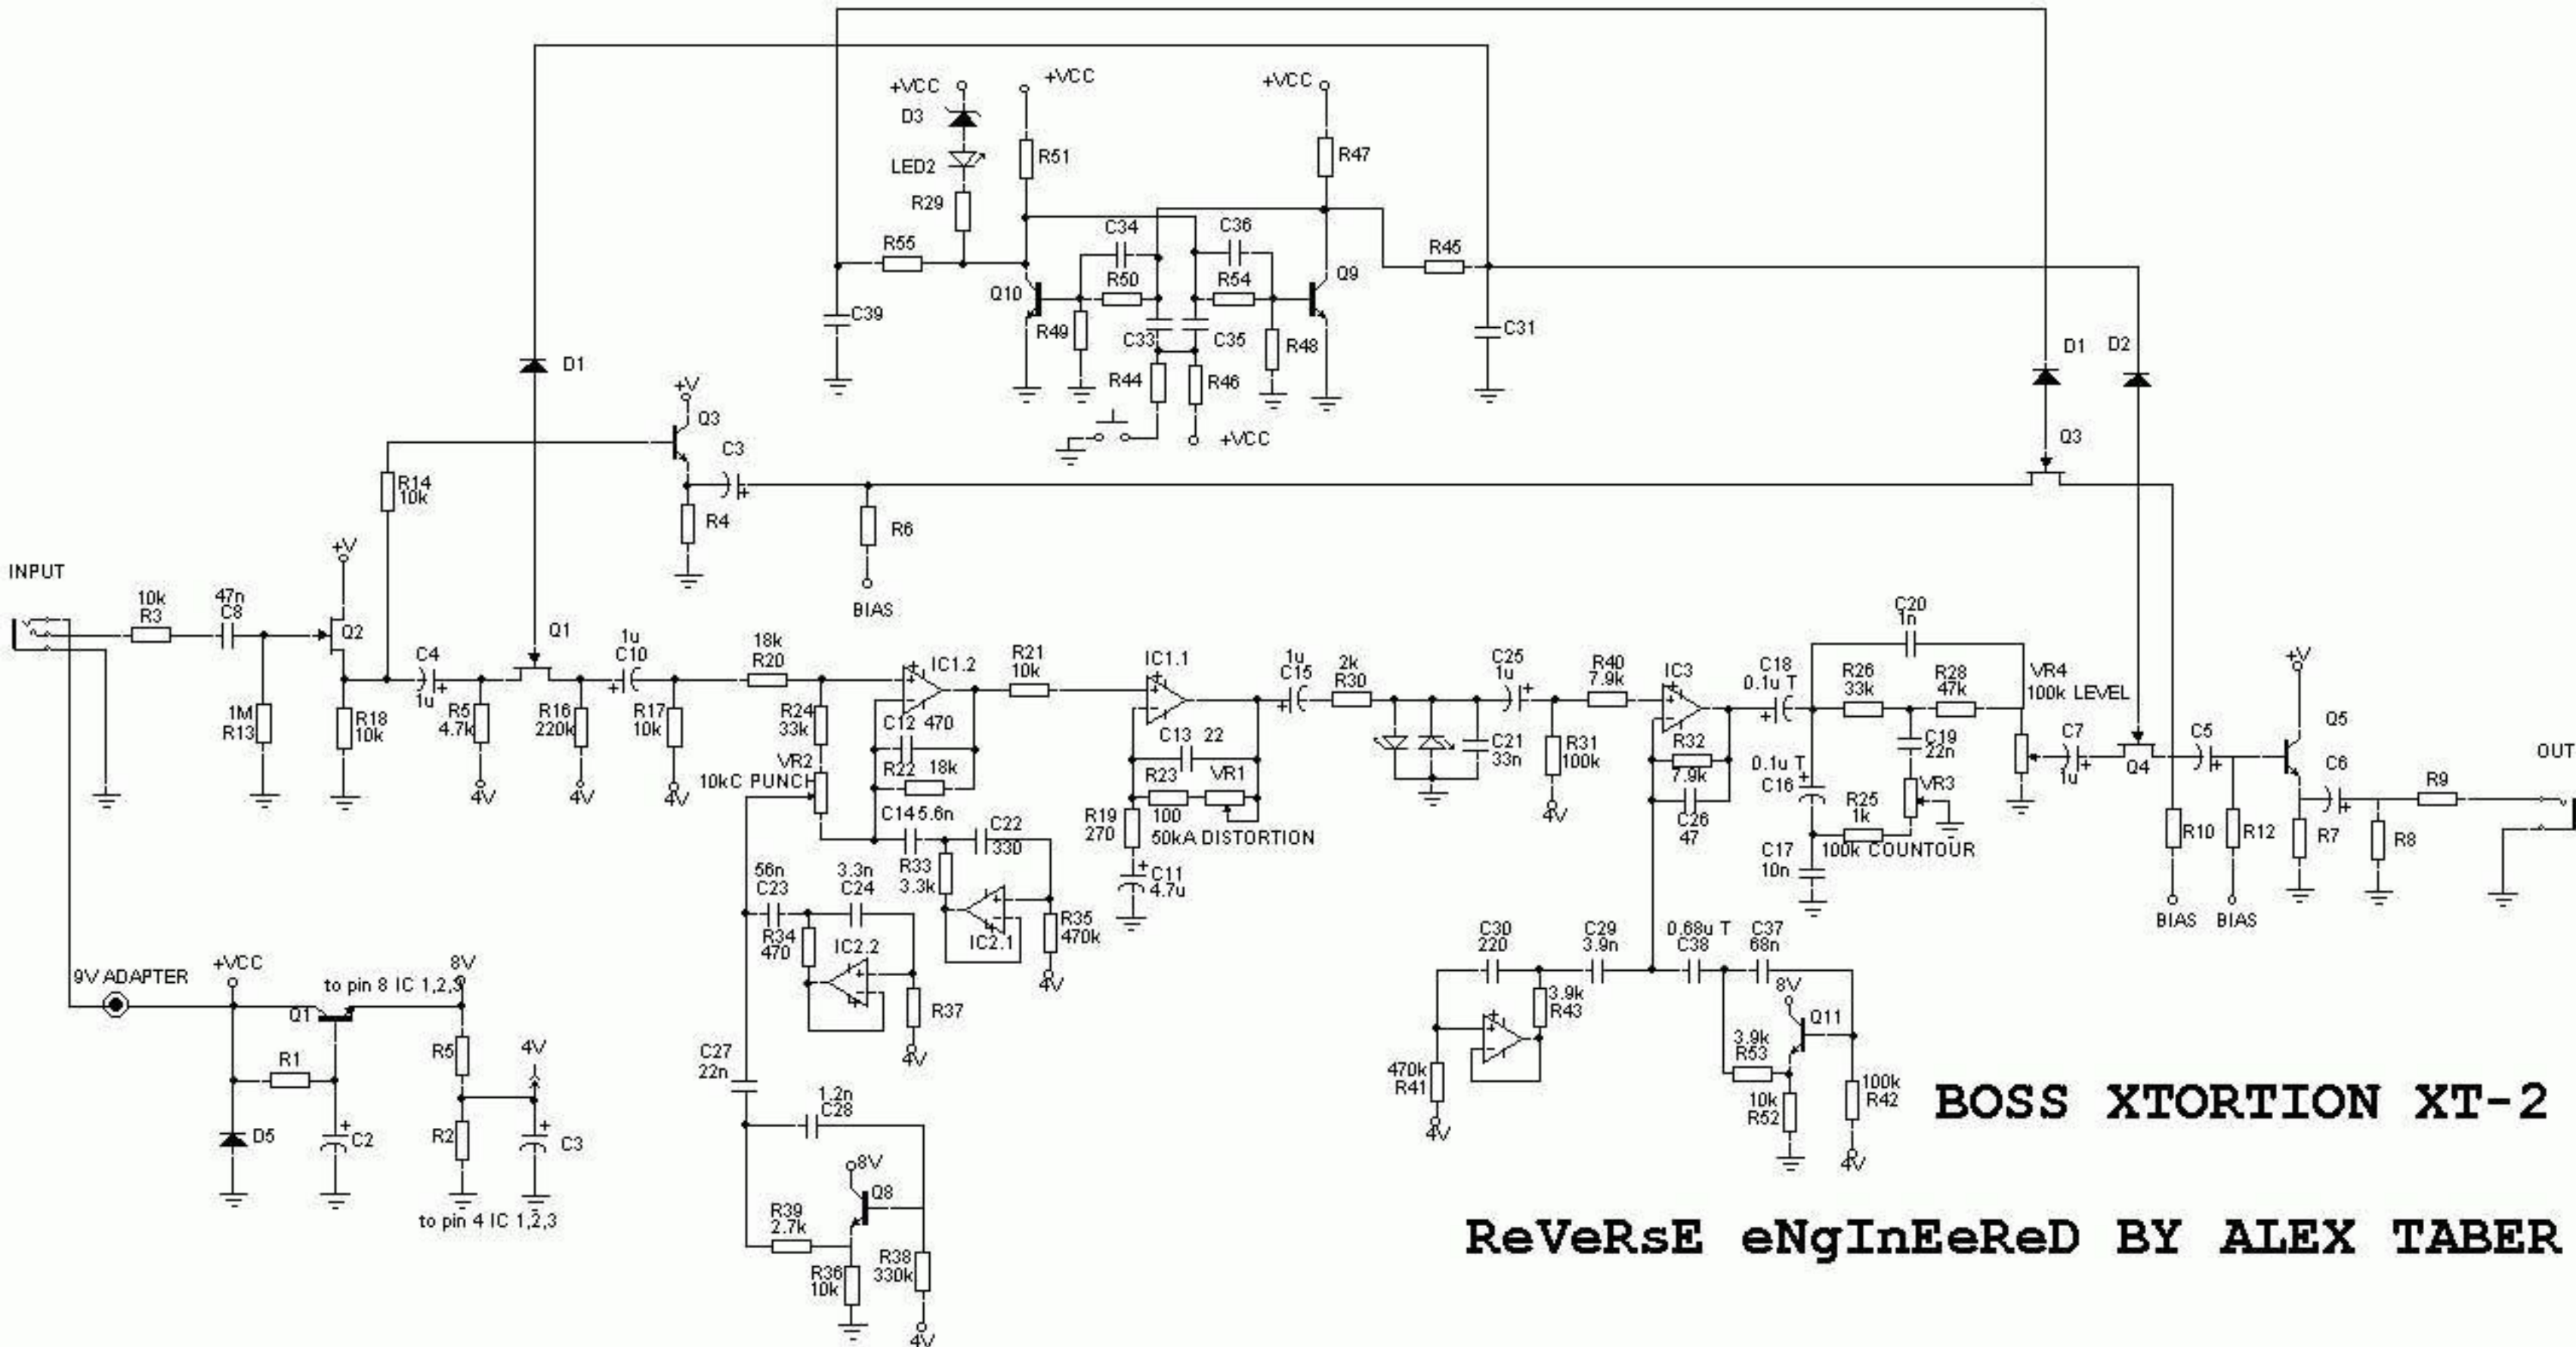 +VCC
D3
LED2
R29
+VCC
R51
+VCC
R47
R55
C34
C36
R45
R50
R54
Q10
Q9
C39
R49
C33
C35
R48
C31
R44
R46
+VCC
D1
D1
D2
+V
Q3
C3
Q3
R14
10k
R4
R6
BIAS
INPUT
10k
R3
47n
C8
+V
Q2
1M
R13
R18
10k
C4
1u
R5
4.7k
4V
Q1
R16
220k
4V
1u
C10
R17
10k
4V
18k
R20
R24
33k
VR2
10kC PUNCH
IC1.2
C12 470
R22 18k
C14 5.6n
C22
330
R33
3.3k
IC2.1
R35
470k
4V
R21
10k
IC1.1
C13 22
R23
100
VR1
50kA DISTORTION
R19
270
C11
4.7u
1u
C15
2k
R30
C21
33n
C25
1u
R31
100k
4V
R40
7.9k
IC3
R32
7.9k
C26
47
C18
0.1u T
C20
1n
R26
33k
R28
47k
C19
22n
VR4
100k LEVEL
0.1u T
C16
R25
1k
VR3
100k COUNTOUR
C17
10n
C7
1u
Q4
C5
+V
Q5
C6
R9
OUT
R10
BIAS
R12
BIAS
R7
R8
56n
C23
3.3n
C24
R34
470
IC2.2
R37
4V
C27
22n
1.2n
C28
8V
Q8
R39
2.7k
R36
10k
R38
330k
4V
C30
220
C29
3.9n
0.68u T
C38
C37
68n
3.9k
R43
470k
R41
4V
8V
Q11
3.9k
R53
10k
R52
100k
R42
4V
9V ADAPTER
+VCC
to pin 8 IC 1,2,3
8V
Q1
R1
R5
4V
D5
C2
R2
C3
to pin 4 IC 1,2,3
BOSS XTORTION XT-2
ReVeRsE eNgInEeReD BY ALEX TABER